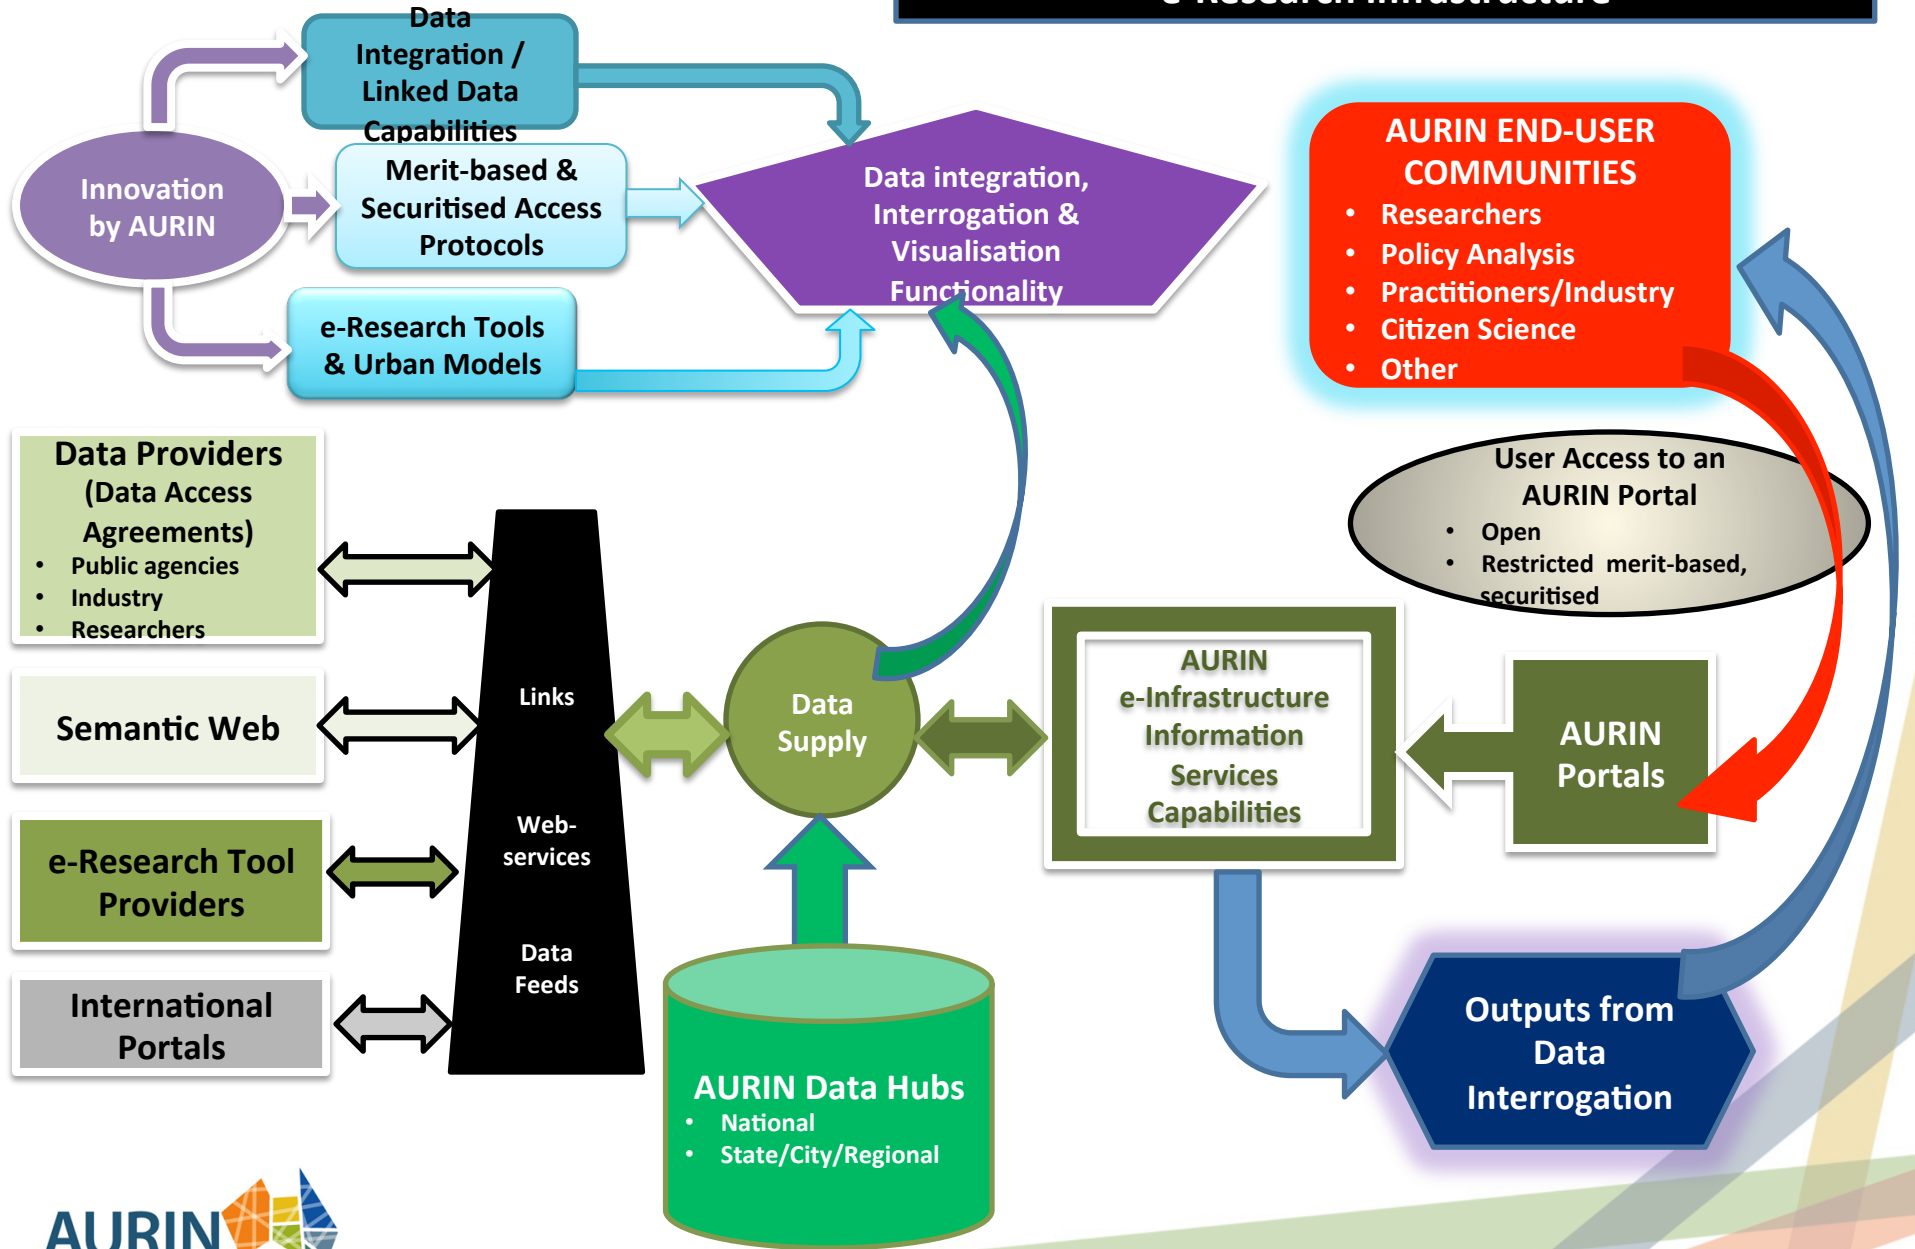 e-Research Infrastructure
Data
Integration /
Linked Data
Capabilities
Innovation
by AURIN
Merit-based &
Securitised Access
Protocols
e-Research Tools
& Urban Models
Data integration,
Interrogation &
Visualisation
Functionality
AURIN END-USER
COMMUNITIES
• Researchers
• Policy Analysis
• Practitioners/Industry
• Citizen Science
• Other
Data Providers
(Data Access
Agreements)
• Public agencies
• Industry
• Researchers
Semantic Web
e-Research Tool
Providers
International
Portals
Links
Web-
services
Data
Feeds
Data
Supply
AURIN
e-Infrastructure
Information
Services
Capabilities
User Access to an
AURIN Portal
• Open
• Restricted merit-based,
securitised
AURIN
Portals
AURIN Data Hubs
• National
• State/City/Regional
Outputs from
Data
Interrogation
AURIN